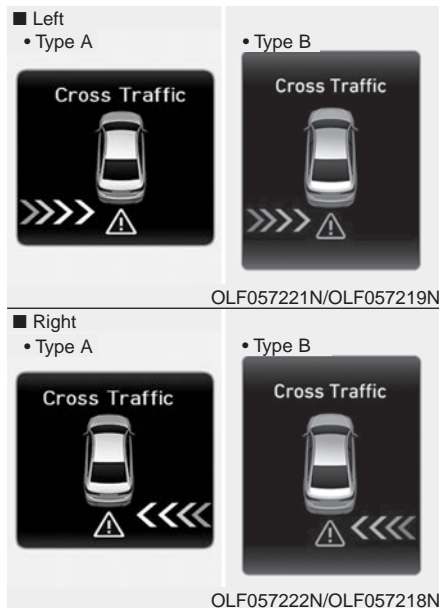 ■ Left
• Type A
• Type B
Cross Traffic
Cross Traffic
OLF057221N/OLF057219N
■ Right
• Type A
• Type B
Cross Traffic
Cross Traffic
OLF057222N/OLF057218N